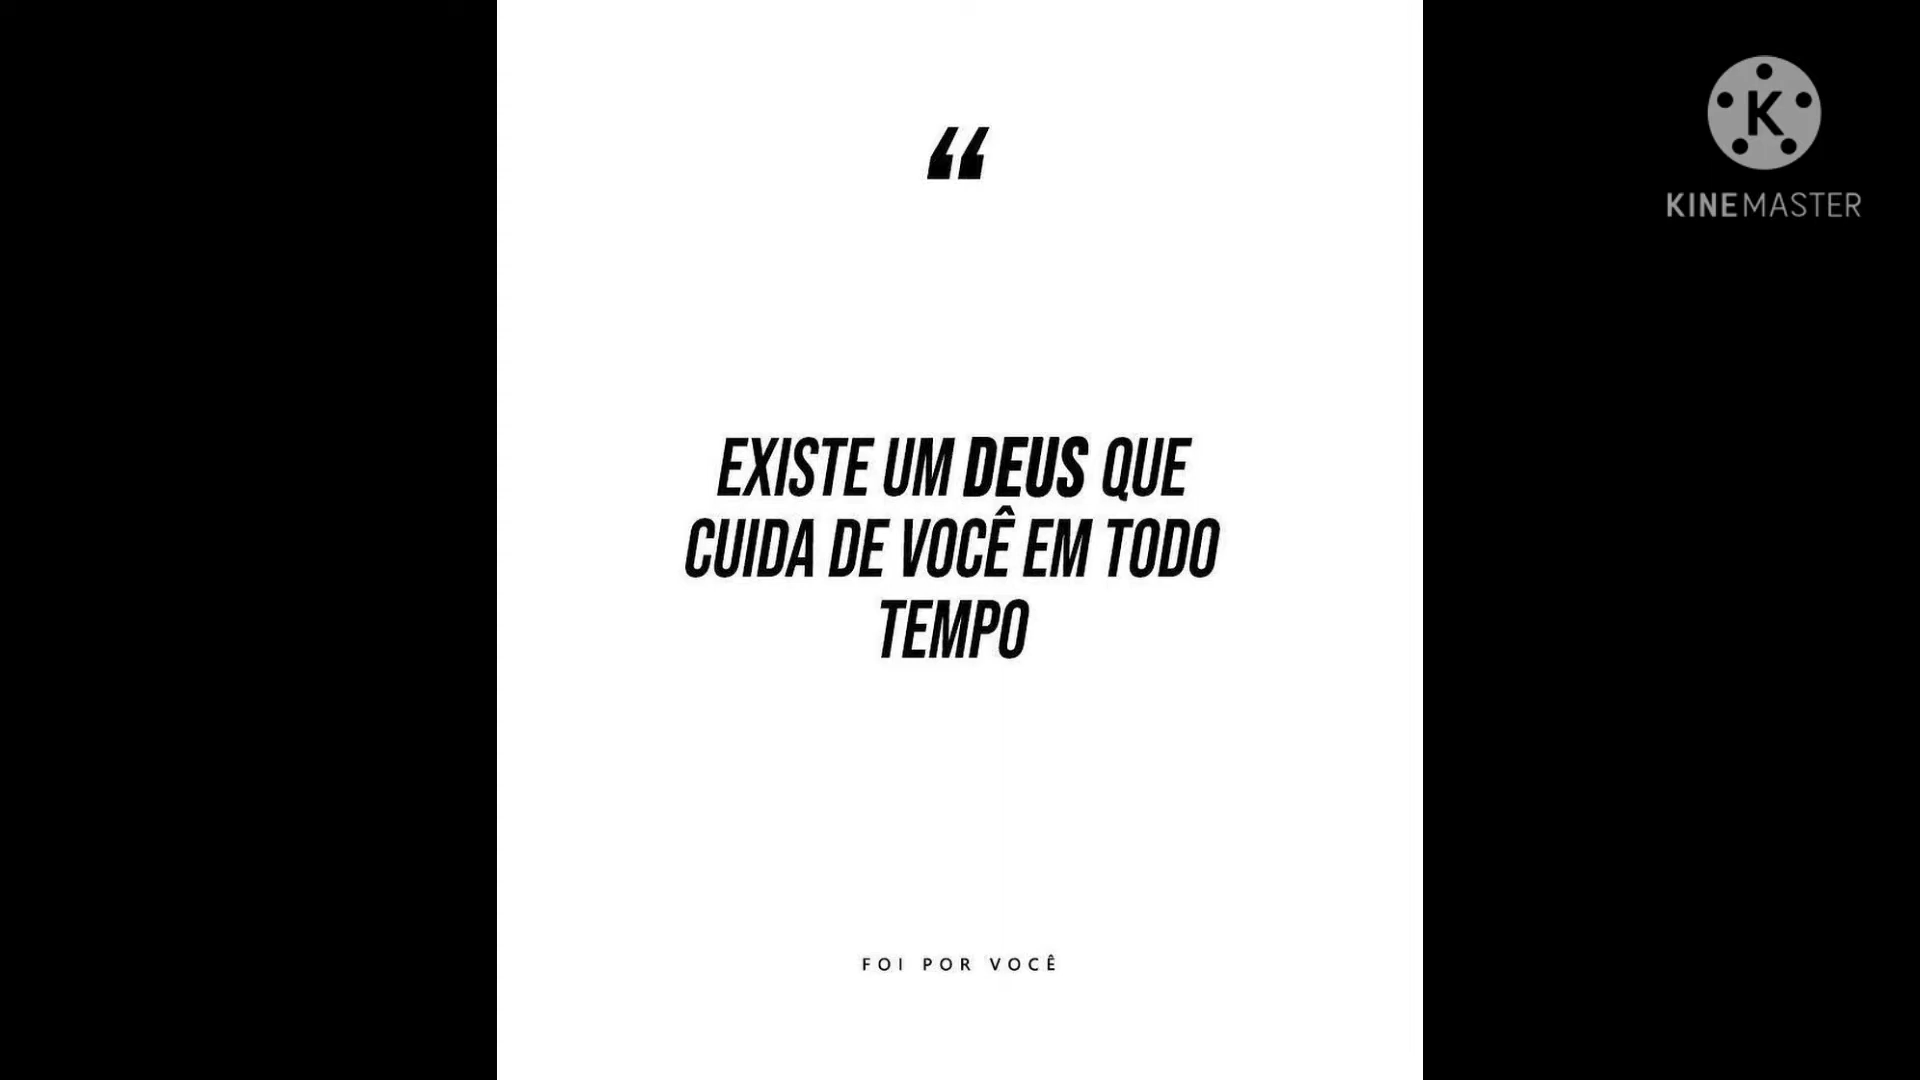 “
EXISTE UM DEUS QUE
CUIDA DE VOCÊ EM TODO
TEMPO
FOI POR VOCÊ
K
KINEMASTER